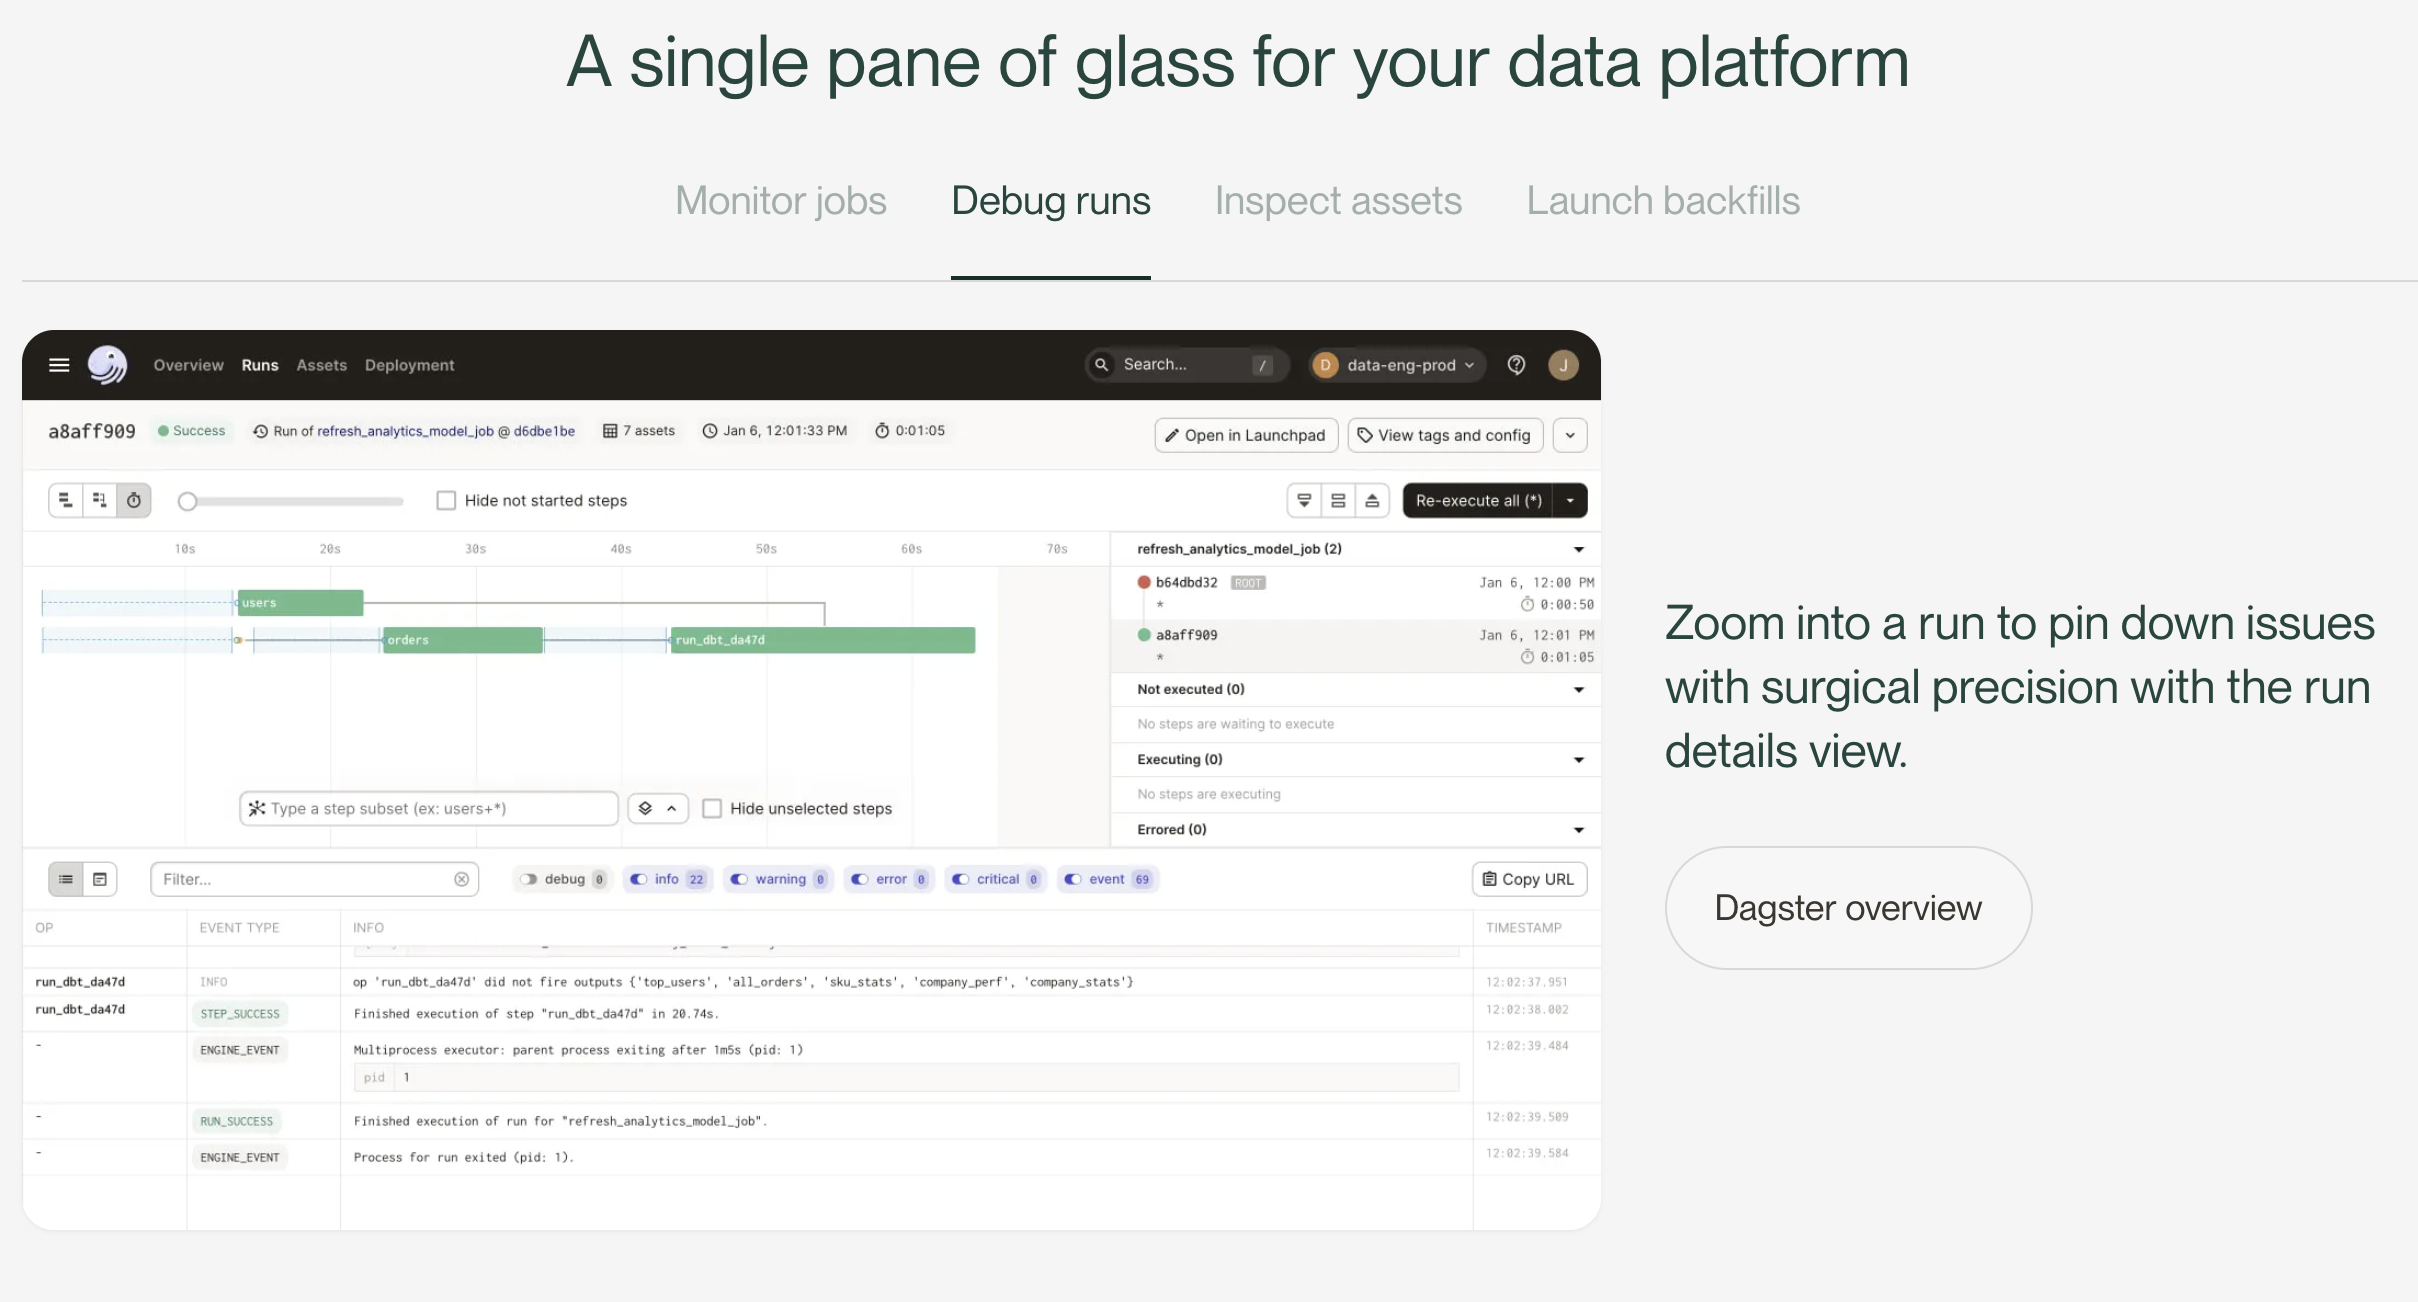 A single pane of glass for your data platform
Monitor jobs Debug runs Inspect assets Launch backfills
Overview Runs Assets Deployment Search... / D data-eng-prod J
a8aff909 Success Run of refresh_analytics_model_job @ d6dbe1be 7 assets Jan 6, 12:01:33 PM 0:01:05 Open in Launchpad View tags and config
Hide not started steps Re-execute all (*)
10s 20s 30s 40s 50s 60s 70s
users
orders run_dbt_da47d
Type a step subset (ex: users+*) Hide unselected steps
refresh_analytics_model_job (2)
b64dbd32 ROOT Jan 6, 12:00 PM
* 0:00:50
a8aff909 Jan 6, 12:01 PM
* 0:01:05
Not executed (0)
No steps are waiting to execute
Executing (0)
No steps are executing
Errored (0)
Filter... debug 0 info 22 warning 0 error 0 critical 0 event 69 Copy URL
OP EVENT TYPE INFO TIMESTAMP
run_dbt_da47d INFO op 'run_dbt_da47d' did not fire outputs {'top_users', 'all_orders', 'sku_stats', 'company_perf', 'company_stats'} 12:02:37.951
run_dbt_da47d STEP_SUCCESS Finished execution of step "run_dbt_da47d" in 20.74s. 12:02:38.002
- ENGINE_EVENT Multiprocess executor: parent process exiting after 1m5s (pid: 1) 12:02:39.484
pid 1
- RUN_SUCCESS Finished execution of run for "refresh_analytics_model_job". 12:02:39.509
- ENGINE_EVENT Process for run exited (pid: 1). 12:02:39.584
Zoom into a run to pin down issues
with surgical precision with the run
details view.
Dagster overview